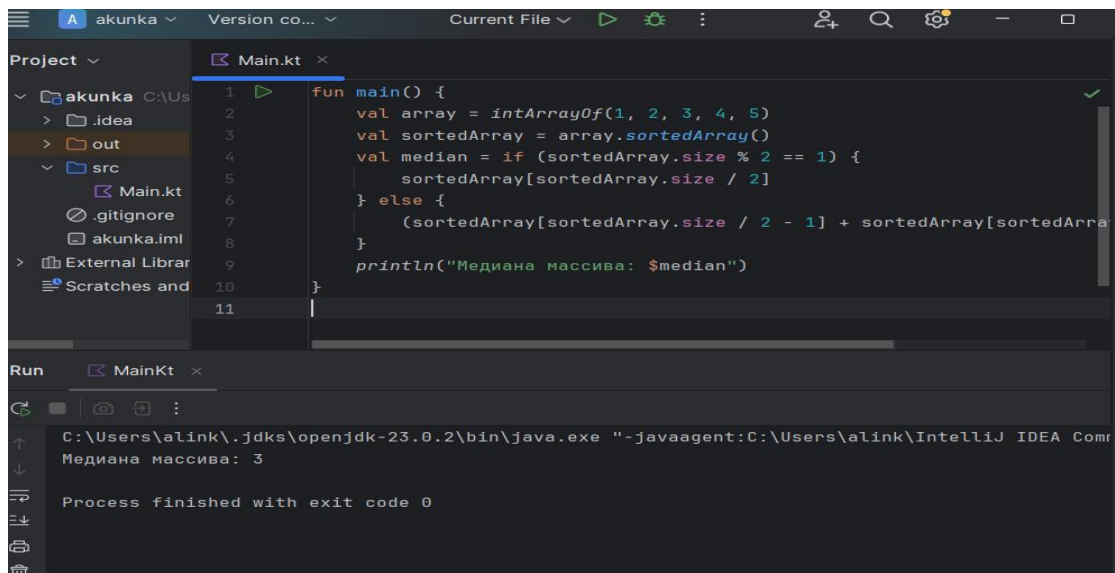 A akunka Version co... Current File
Project
Main.kt
akunka C:\Us
.idea
out
src
Main.kt
.gitignore
akunka.iml
External Librar
Scratches and
1 fun main() {
2 val array = intArrayOf(1, 2, 3, 4, 5)
3 val sortedArray = array.sortedArray()
4 val median = if (sortedArray.size % 2 == 1) {
5 sortedArray[sortedArray.size / 2]
6 } else {
7 (sortedArray[sortedArray.size / 2 - 1] + sortedArray[sortedArra
8 }
9 println("Медиана массива: $median")
10 }
11
Run MainKt
C:\Users\alink\.jdks\openjdk-23.0.2\bin\java.exe "-javaagent:C:\Users\alink\IntelliJ IDEA Com
Медиана массива: 3
Process finished with exit code 0